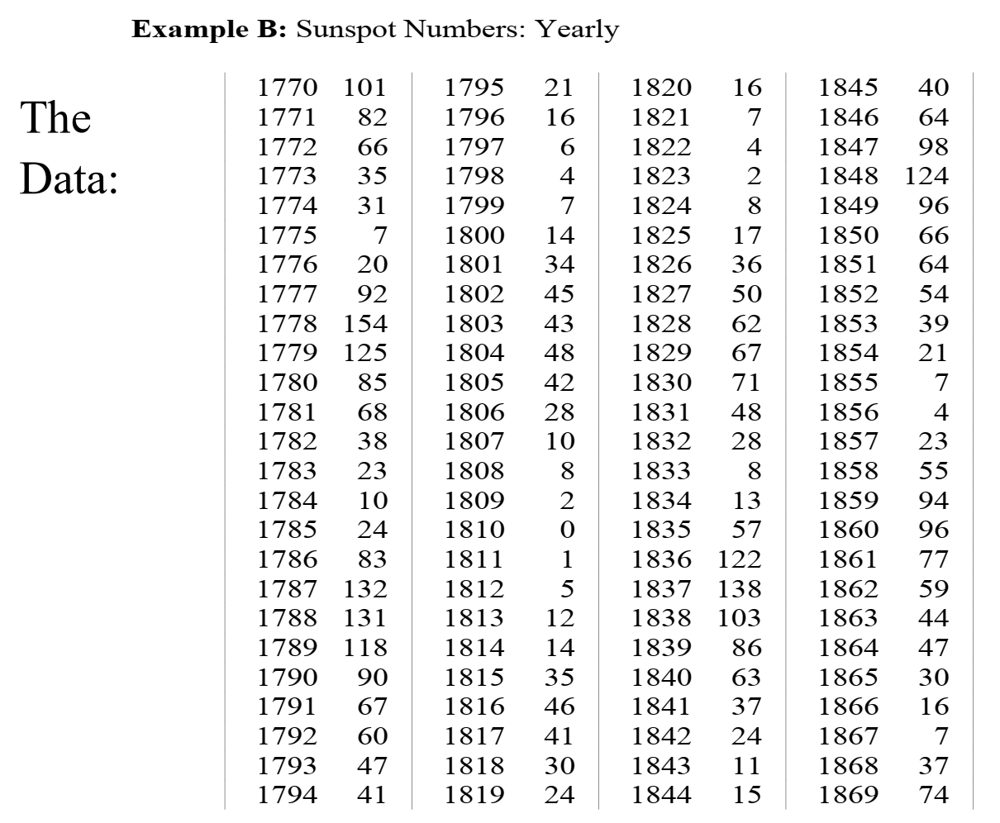 Example B: Sunspot Numbers: Yearly
The
Data:
1770 101 1795 21 1820 16 1845 40
1771 82 1796 16 1821 7 1846 64
1772 66 1797 6 1822 4 1847 98
1773 35 1798 4 1823 2 1848 124
1774 31 1799 7 1824 8 1849 96
1775 7 1800 14 1825 17 1850 66
1776 20 1801 34 1826 36 1851 64
1777 92 1802 45 1827 50 1852 54
1778 154 1803 43 1828 62 1853 39
1779 125 1804 48 1829 67 1854 21
1780 85 1805 42 1830 71 1855 7
1781 68 1806 28 1831 48 1856 4
1782 38 1807 10 1832 28 1857 23
1783 23 1808 8 1833 8 1858 55
1784 10 1809 2 1834 13 1859 94
1785 24 1810 0 1835 57 1860 96
1786 83 1811 1 1836 122 1861 77
1787 132 1812 5 1837 138 1862 59
1788 131 1813 12 1838 103 1863 44
1789 118 1814 14 1839 86 1864 47
1790 90 1815 35 1840 63 1865 30
1791 67 1816 46 1841 37 1866 16
1792 60 1817 41 1842 24 1867 7
1793 47 1818 30 1843 11 1868 37
1794 41 1819 24 1844 15 1869 74